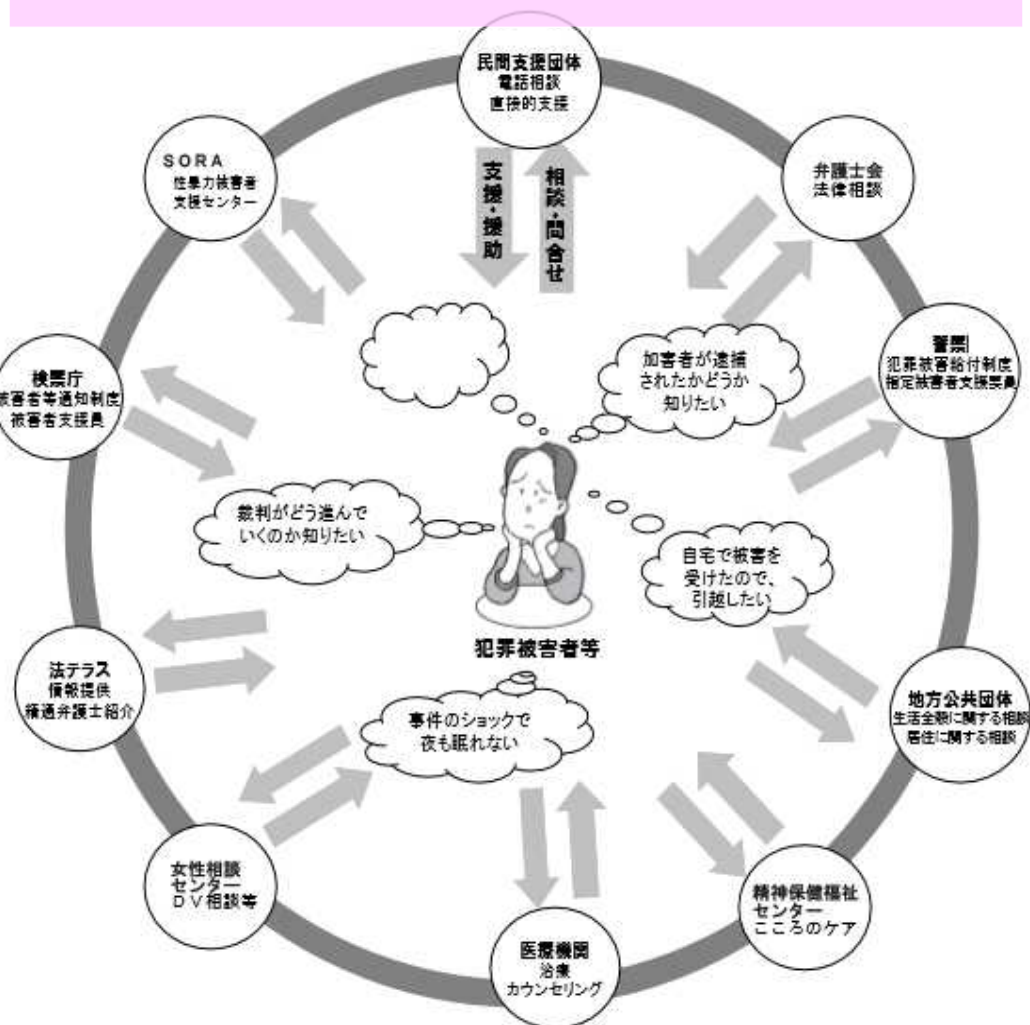 民間支援団体
電話相談
直接的支援
SORA
性暴力被害者
支援センター
弁護士会
法律相談
支援・援助
相談・問合せ
検察庁
被害者等通知制度
被害者支援員
加害者が逮捕
されたかどうか
知りたい
警察
犯罪被害給付制度
指定被害者支援要員
裁判がどう進んで
いくのか知りたい
自宅で被害を
受けたので、
引越したい
犯罪被害者等
法テラス
情報提供
精通弁護士紹介
事件のショックで
夜も眠れない
地方公共団体
生活全般に関する相談
居住に関する相談
女性相談
センター
DV相談等
精神保健福祉
センター
こころのケア
医療機関
治療
カウンセリング